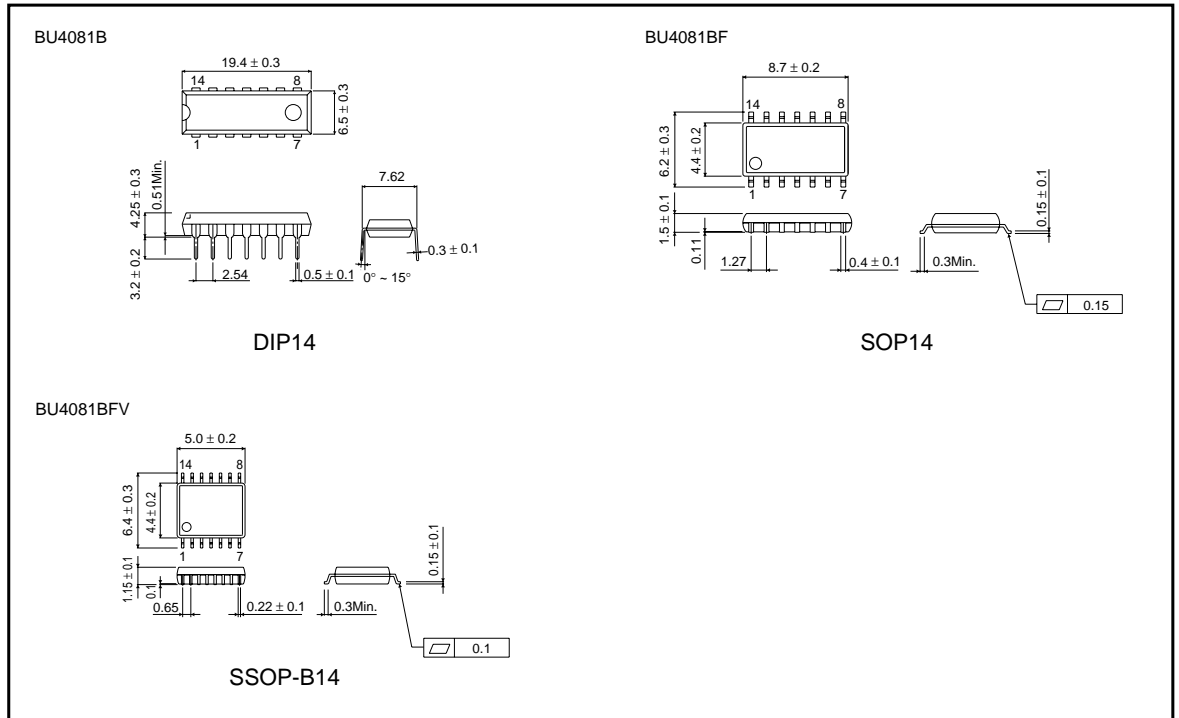 BU4081B
19.4 ± 0.3
14 8
6.5 ± 0.3
1 7
4.25 ± 0.3
0.51Min.
3.2 ± 0.2
2.54
0.5 ± 0.1
7.62
0.3 ± 0.1
0° ~ 15°
DIP14
BU4081BF
8.7 ± 0.2
14 8
6.2 ± 0.3
4.4 ± 0.2
1 7
1.5 ± 0.1
0.11
1.27
0.4 ± 0.1
0.15 ± 0.1
0.3Min.
0.15
SOP14
BU4081BFV
5.0 ± 0.2
14 8
6.4 ± 0.3
4.4 ± 0.2
1 7
1.15 ± 0.1
0.1
0.65
0.22 ± 0.1
0.15 ± 0.1
0.3Min.
0.1
SSOP-B14